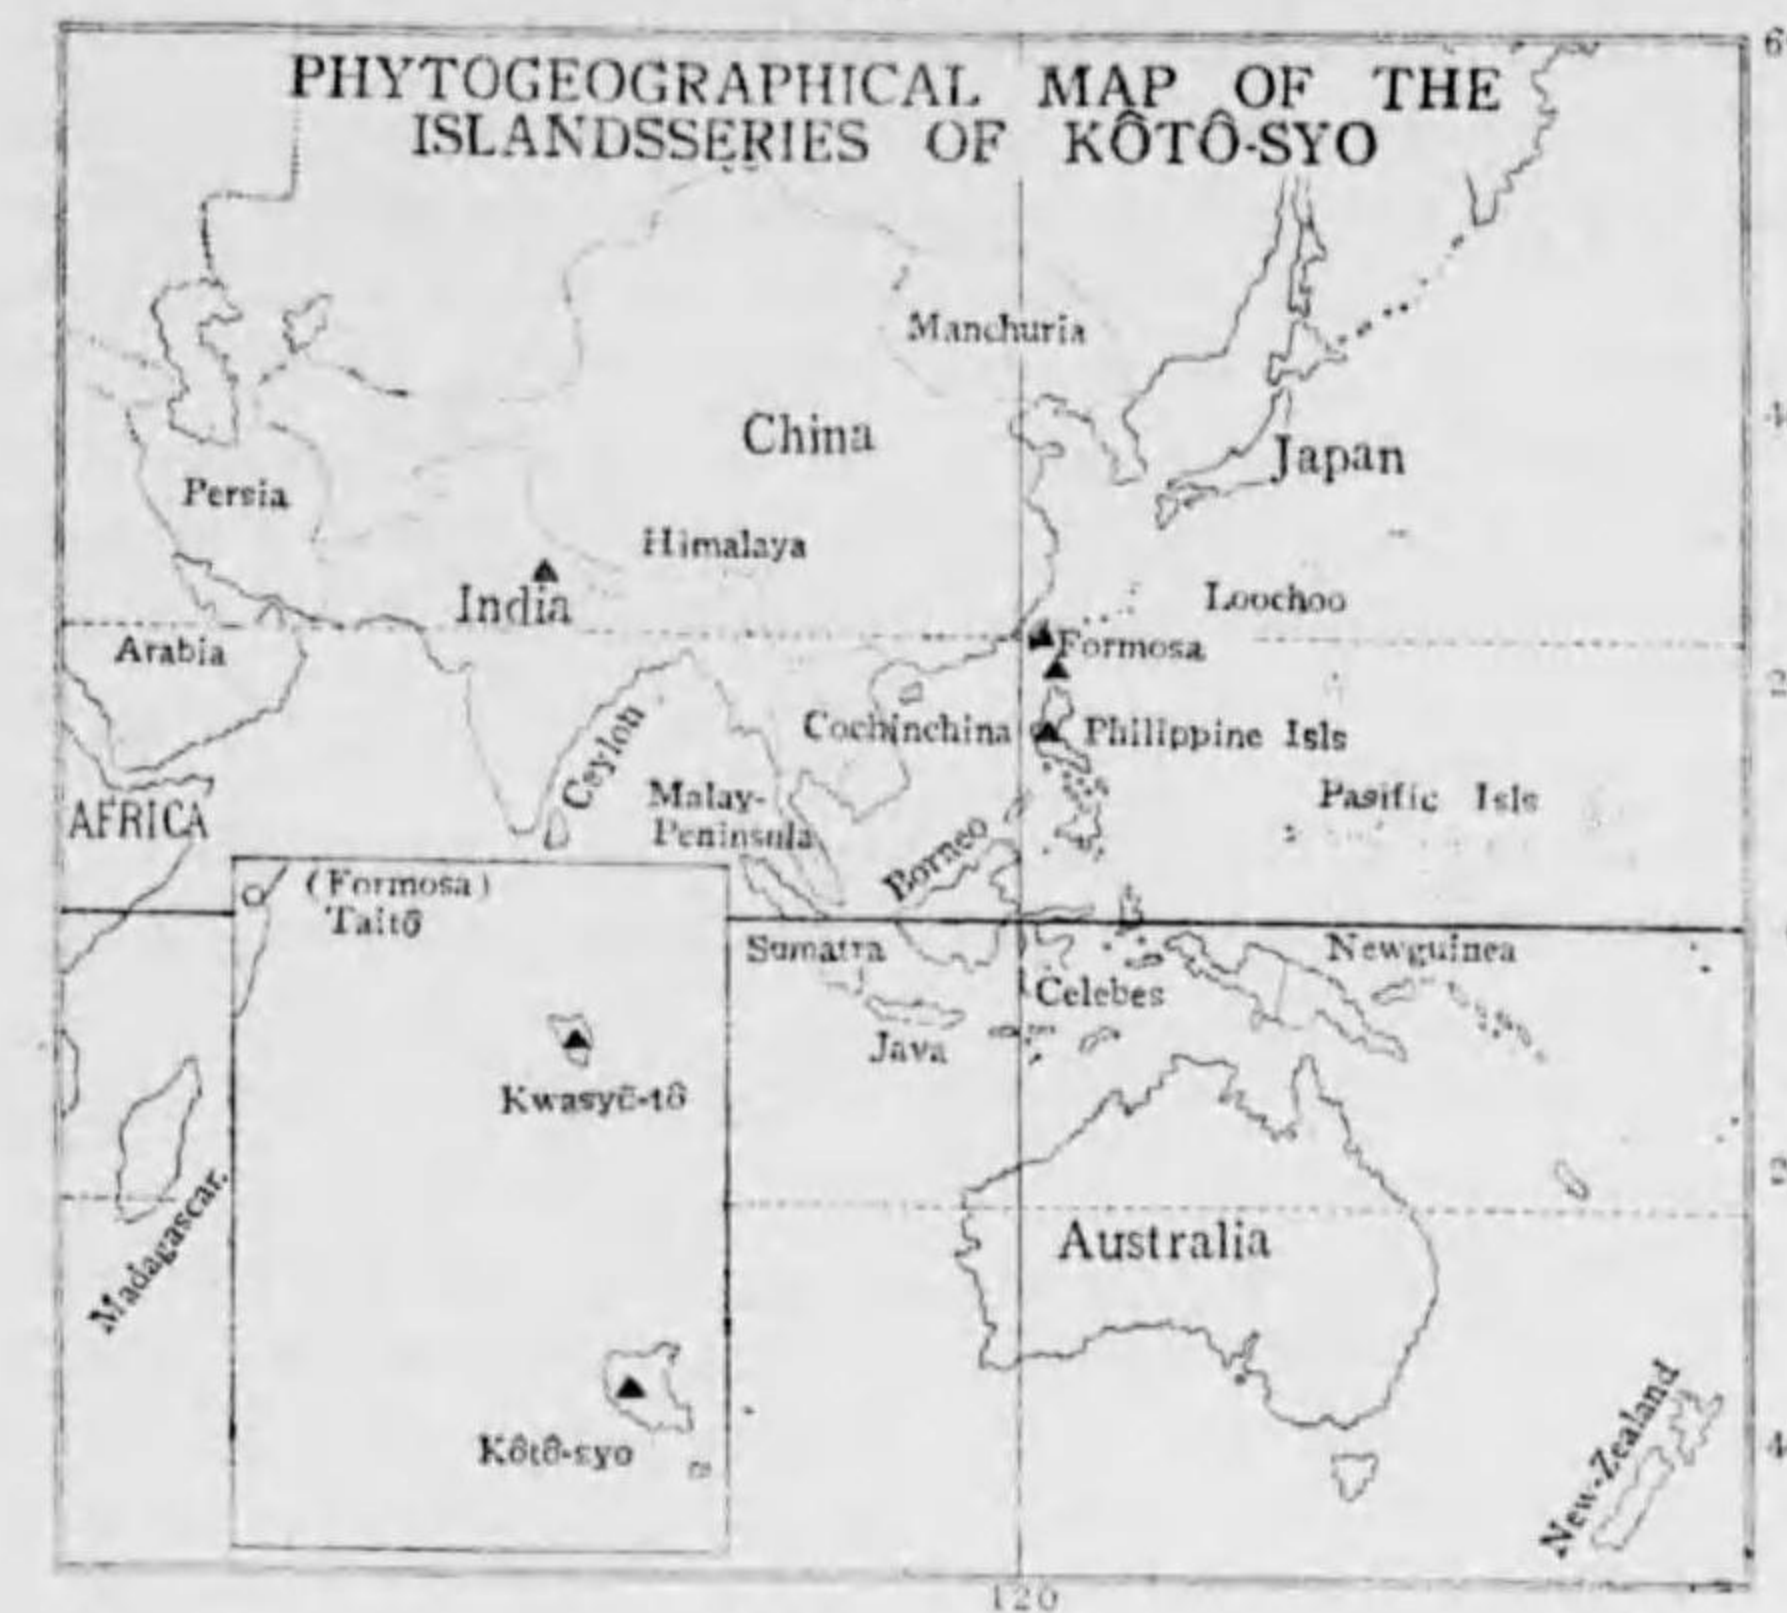 PHYTOGEOGRAPHICAL MAP OF THE
ISLANDSSERIES OF KÔTÔ-SYO
Manchuria
China
Japan
Persia
Himalaya
India
Loochoo
Arabia
Formosa
Cochinchina
Philippine Isls
Ceylon
Malay-
Peninsula
Pasific Isls
AFRICA
Borneo
(Formosa)
Taitô
Sumatra
Newguinea
Celebes
Java
Kwasyô-tô
Madagascar.
Australia
Kôtô-syo
New-Zealand
120